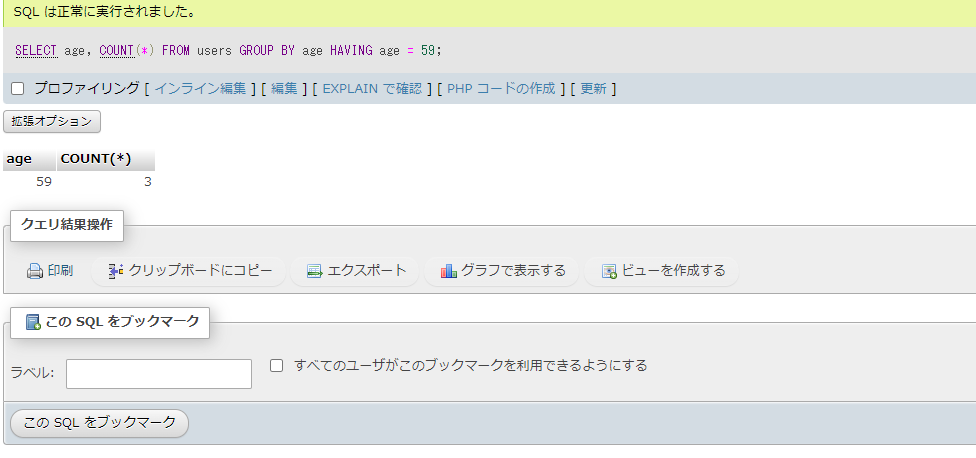 SQL は正常に実行されました。
SELECT age, COUNT(*) FROM users GROUP BY age HAVING age = 59;
プロファイリング [ インライン編集 ] [ 編集 ] [ EXPLAIN で確認 ] [ PHP コードの作成 ] [ 更新 ]
拡張オプション
age COUNT(*)
59 3
クエリ結果操作
印刷 クリップボードにコピー エクスポート グラフで表示する ビューを作成する
この SQL をブックマーク
ラベル: すべてのユーザがこのブックマークを利用できるようにする
この SQL をブックマーク